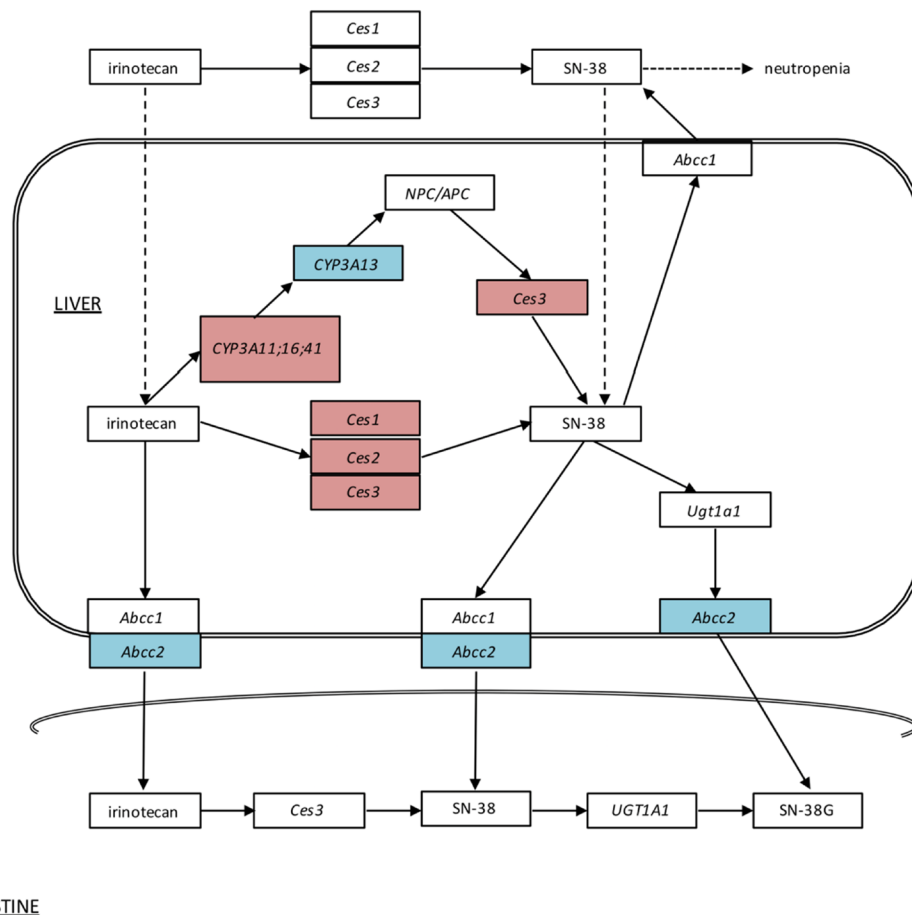 Ces1
irinotecan
Ces2
SN-38
neutropenia
Ces3
Abcc1
NPC/APC
CYP3A13
Ces3
LIVER
CYP3A11;16;41
irinotecan
Ces1
SN-38
Ces2
Ces3
Ugt1a1
Abcc1
Abcc1
Abcc2
Abcc2
Abcc2
irinotecan
Ces3
SN-38
UGT1A1
SN-38G
TINE